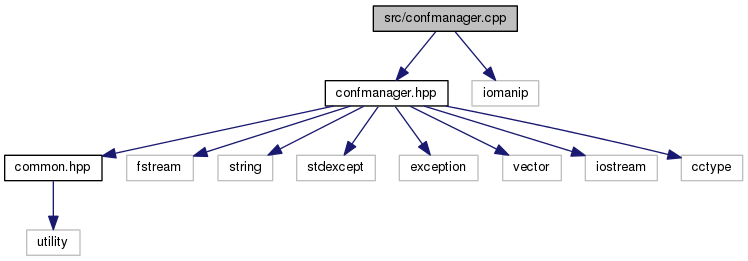 src/confmanager.cpp
confmanager.hpp
iomanip
common.hpp
fstream
string
stdexcept
exception
vector
iostream
cctype
utility